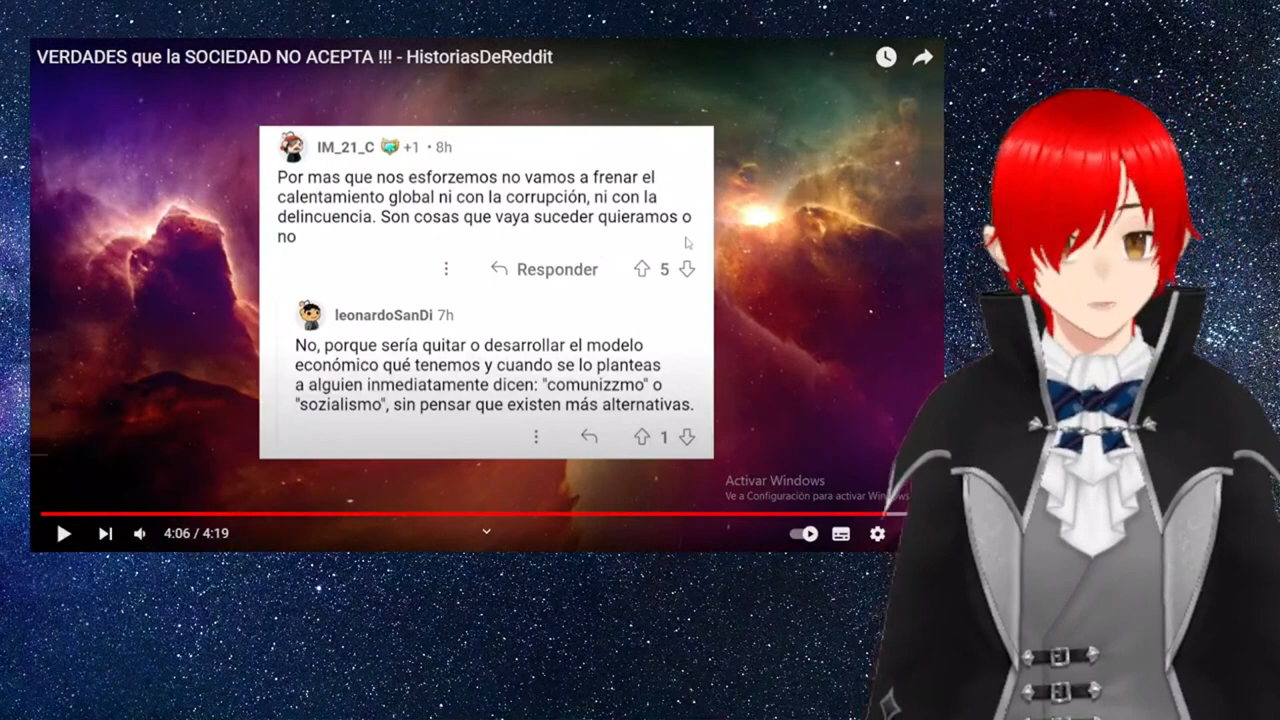 VERDADES que la SOCIEDAD NO ACEPTA !!! - HistoriasDeReddit
IM_21_C +1 • 8h
Por mas que nos esforzemos no vamos a frenar el
calentamiento global ni con la corrupción, ni con la
delincuencia. Son cosas que vaya suceder quieramos o
no
Responder 5
leonardoSanDi 7h
No, porque sería quitar o desarrollar el modelo
económico qué tenemos y cuando se lo planteas
a alguien inmediatamente dicen: "comunizzmo" o
"sozialismo", sin pensar que existen más alternativas.
1
Activar Windows
Ve a Configuración para activar Windows
4:06 / 4:19